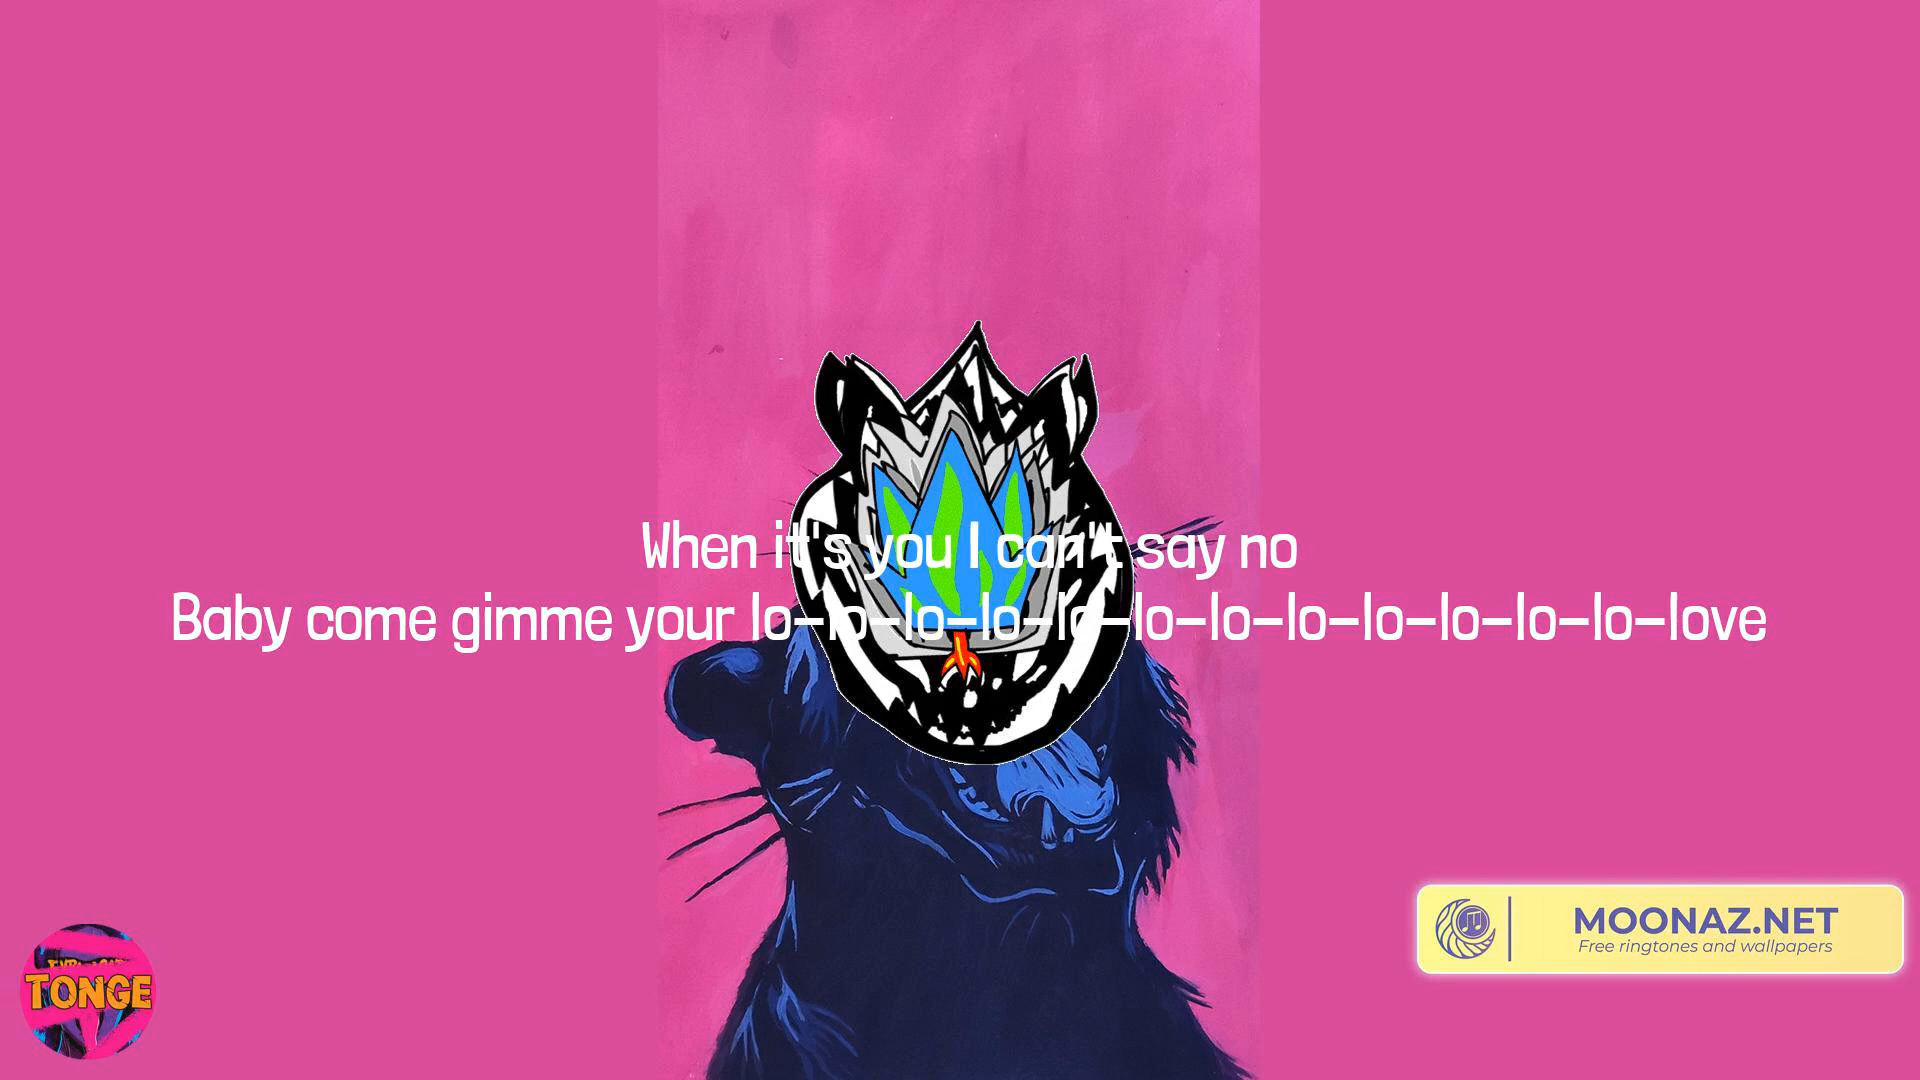 When it's you I can't say no
Baby come gimme your lo-lo-lo-lo-lo-lo-lo-lo-lo-lo-lo-lo-love
MOONAZ.NET
Free ringtones and wallpapers
TONGE